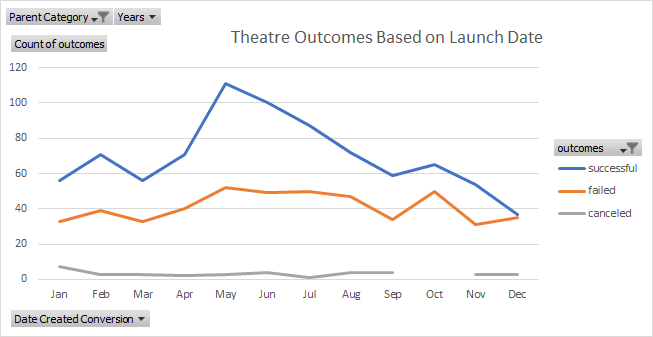 Parent Category Years
Count of outcomes
Theatre Outcomes Based on Launch Date
120
100
80
60
40
20
0
Jan Feb Mar Apr May Jun Jul Aug Sep Oct Nov Dec
outcomes
successful
failed
canceled
Date Created Conversion